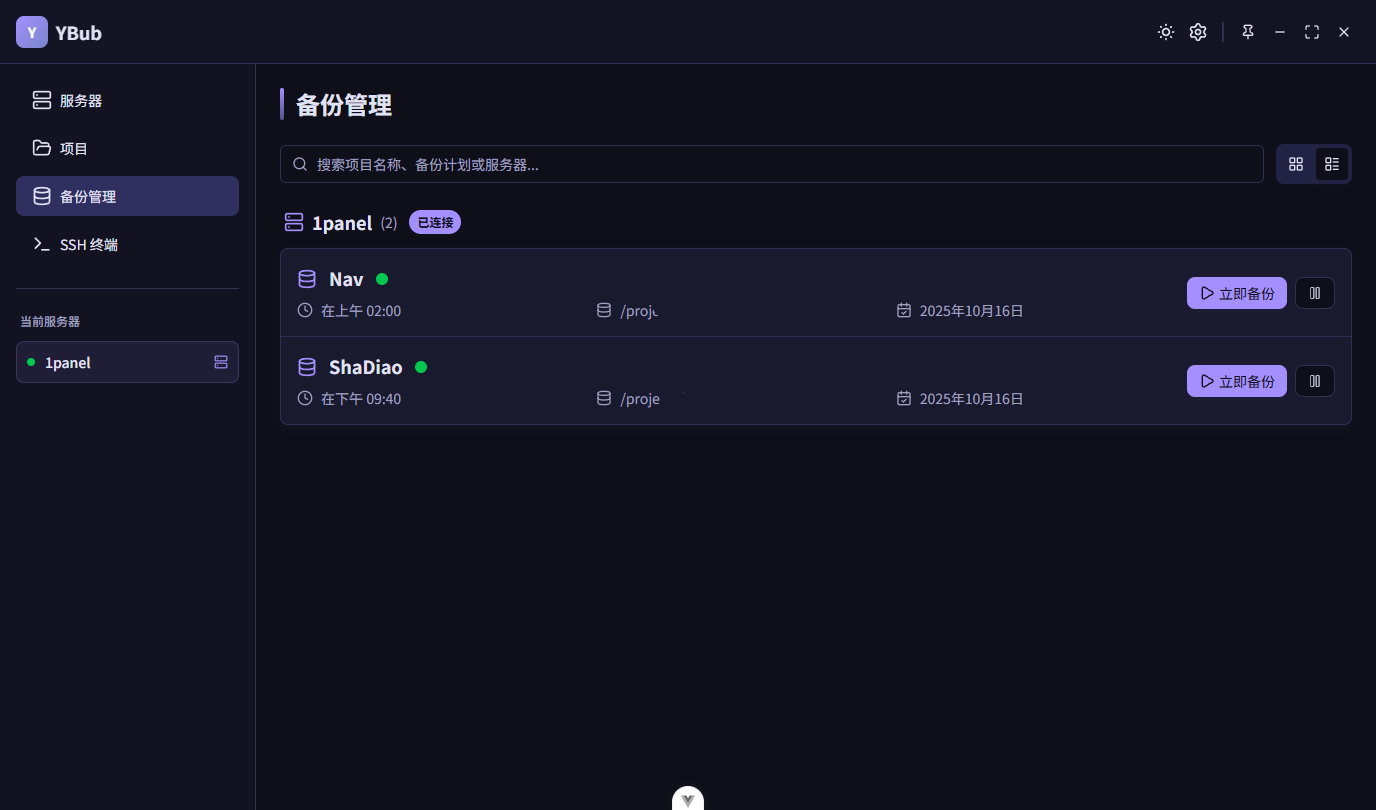 Y YBub
服务器
项目
备份管理
SSH 终端
当前服务器
1panel
备份管理
搜索项目名称、备份计划或服务器...
1panel (2) 已连接
Nav
在上午 02:00 /proj 2025年10月16日
立即备份
ShaDiao
在下午 09:40 /proje 2025年10月16日
立即备份